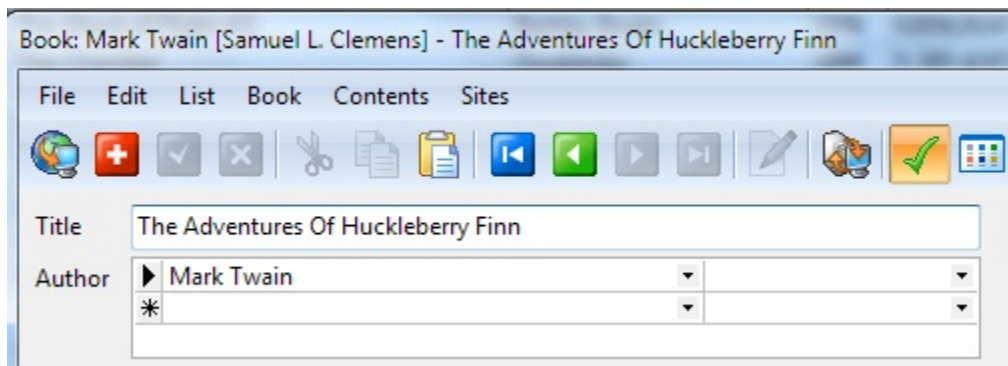 Book: Mark Twain [Samuel L. Clemens] - The Adventures Of Huckleberry Finn
File Edit List Book Contents Sites
Title The Adventures Of Huckleberry Finn
Author Mark Twain